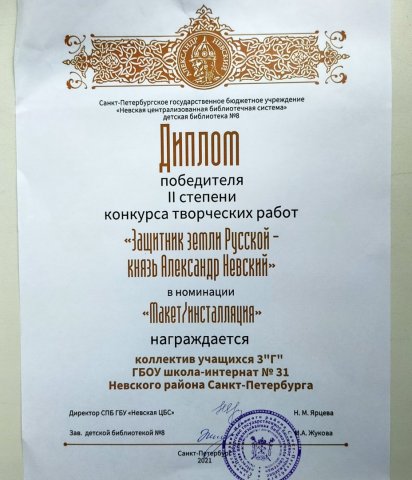 Санкт-Петербургское государственное бюджетное учреждение
«Невская централизованная библиотечная система»
детская библиотека №8
Диплом
победителя
II степени
конкурса творческих работ
«Защитник земли Русской –
князь Александр Невский»
в номинации
«Макет/инсталляция»
награждается
коллектив учащихся 3"Г"
ГБОУ школа-интернат № 31
Невского района Санкт-Петербурга
Директор СПБ ГБУ «Невская ЦБС» Н. М. Ярцева
Зав. детской библиотекой №8 И.А. Жукова
Санкт-Петербург
2021